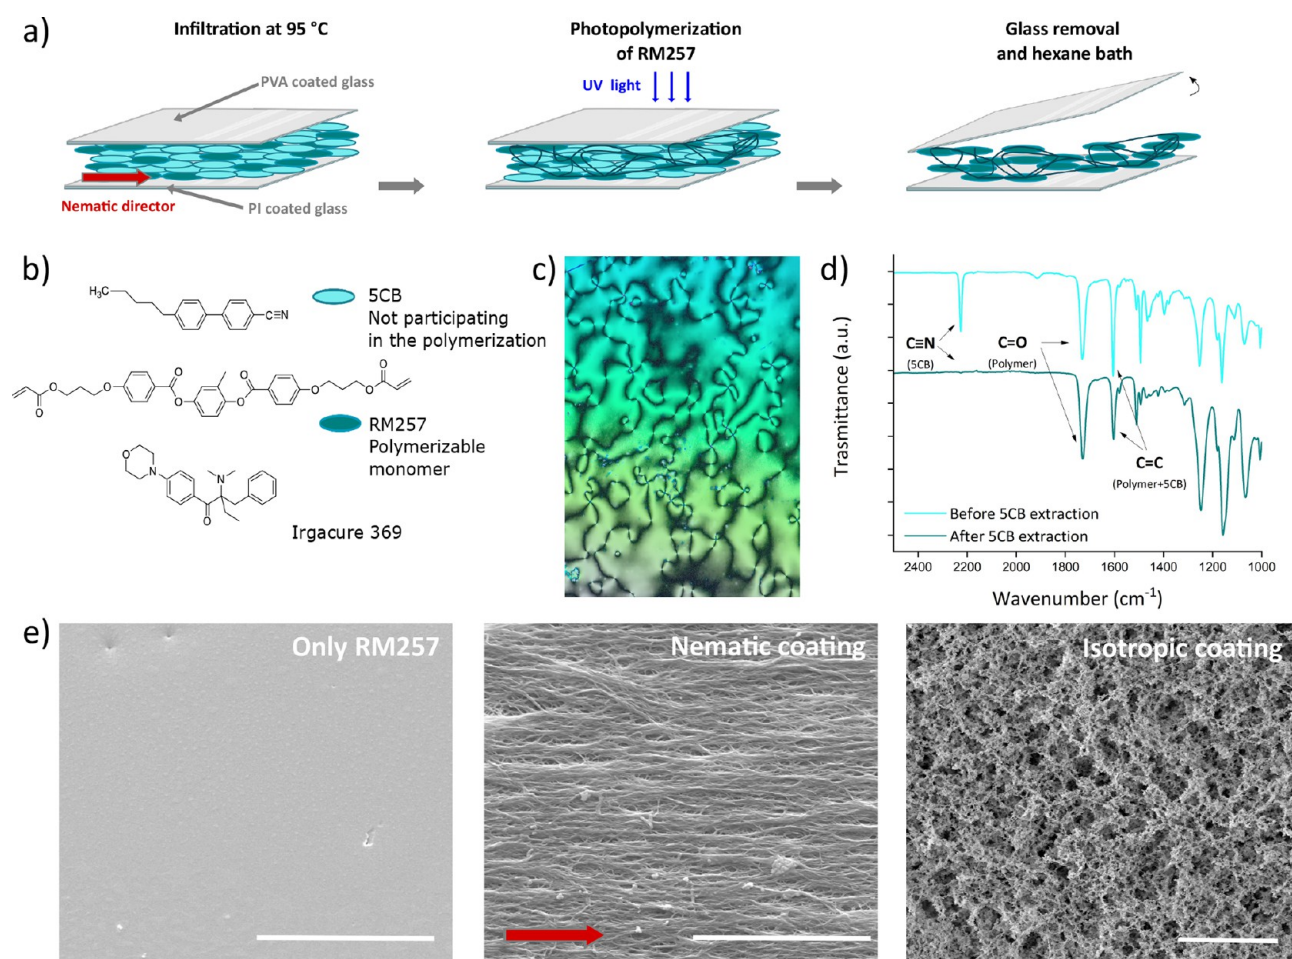 a)
Infiltration at 95 °C
Photopolymerization
of RM257
Glass removal
and hexane bath
PVA coated glass
UV light
Nematic director
PI coated glass
b)
H₃C
C≡N
5CB
Not participating
in the polymerization
O
O
O
O
O
O
O
O
O
O
RM257
Polymerizable
monomer
O
N
N
O
Irgacure 369
c)
d)
Trasmittance (a.u.)
C≡N
(5CB)
C=O
(Polymer)
C=C
(Polymer+5CB)
Before 5CB extraction
After 5CB extraction
2400 2200 2000 1800 1600 1400 1200 1000
Wavenumber (cm⁻¹)
e)
Only RM257
Nematic coating
Isotropic coating